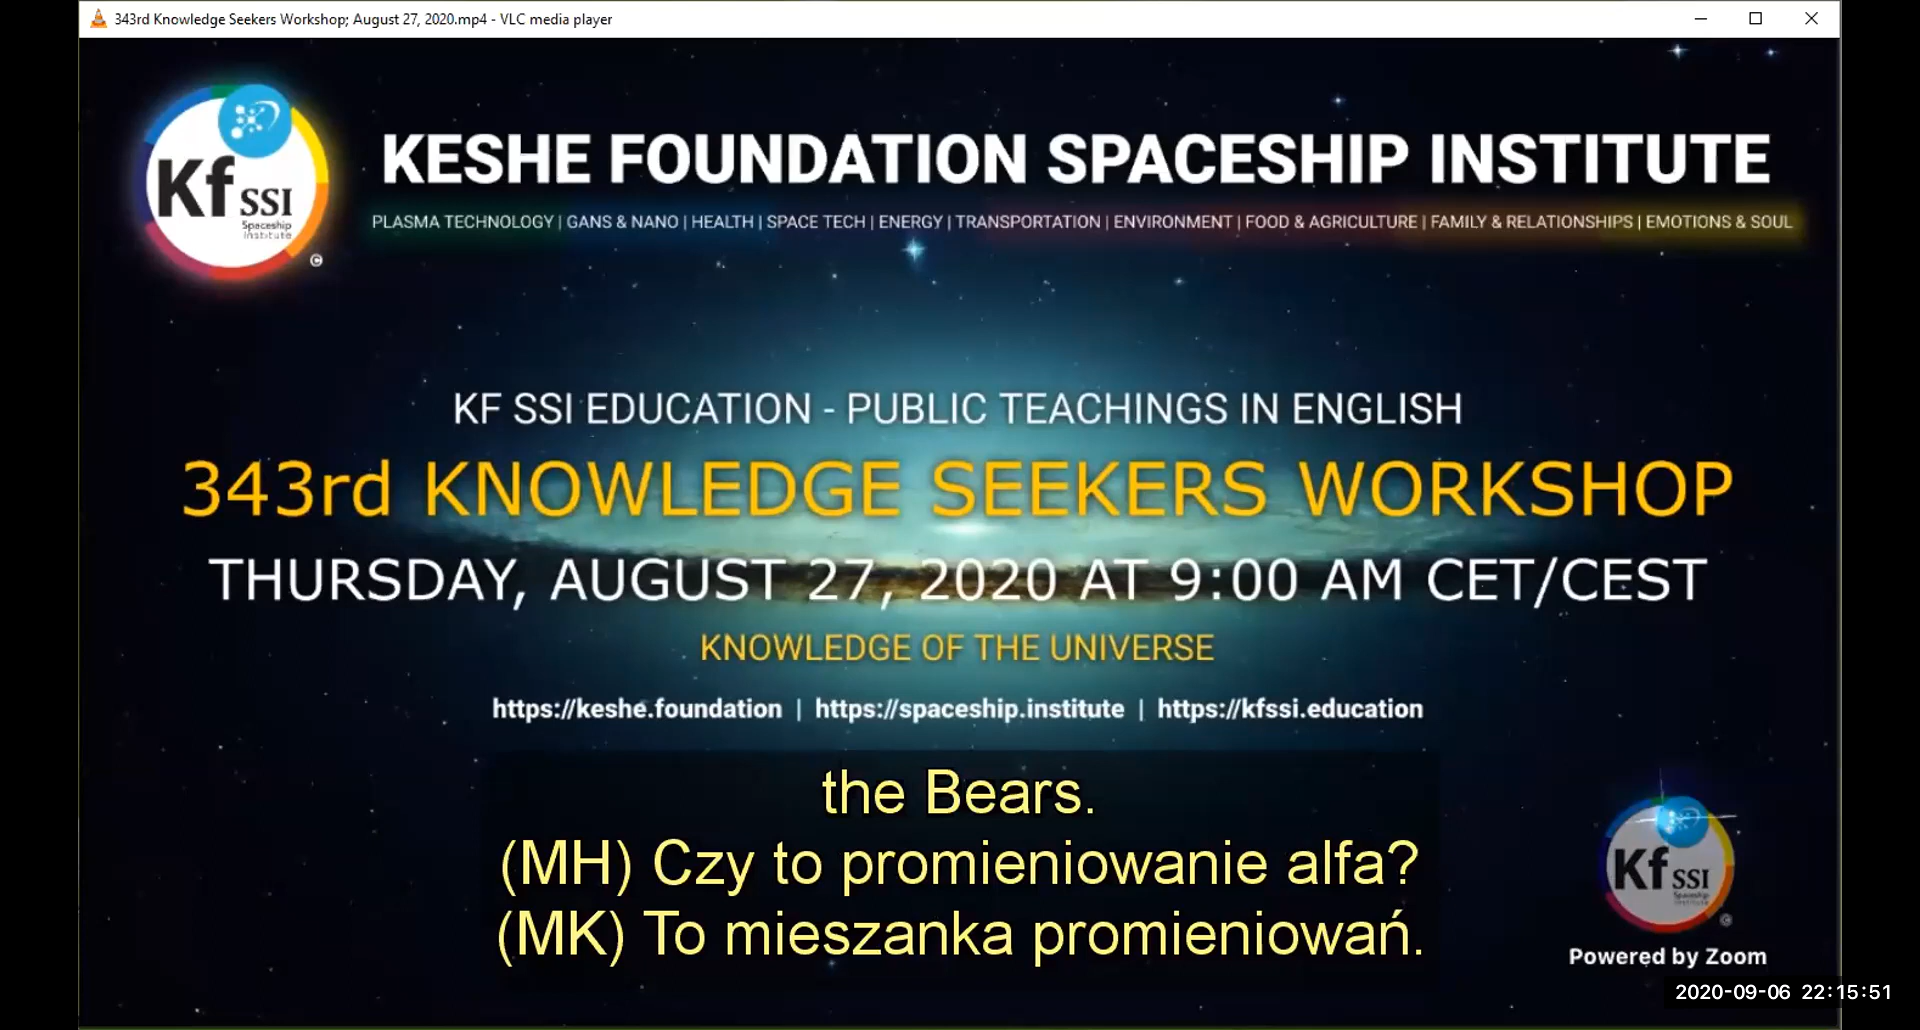 343rd Knowledge Seekers Workshop; August 27, 2020.mp4 - VLC media player
Kf SSI
Spaceship
Institute
©
KESHE FOUNDATION SPACESHIP INSTITUTE
PLASMA TECHNOLOGY | GANS & NANO | HEALTH | SPACE TECH | ENERGY | TRANSPORTATION | ENVIRONMENT | FOOD & AGRICULTURE | FAMILY & RELATIONSHIPS | EMOTIONS & SOUL
KF SSI EDUCATION - PUBLIC TEACHINGS IN ENGLISH
343rd KNOWLEDGE SEEKERS WORKSHOP
THURSDAY, AUGUST 27, 2020 AT 9:00 AM CET/CEST
KNOWLEDGE OF THE UNIVERSE
https://keshe.foundation | https://spaceship.institute | https://kfssi.education
the Bears.
(MH) Czy to promieniowanie alfa?
(MK) To mieszanka promieniowań.
Kf SSI
Spaceship
Institute
©
Powered by Zoom
2020-09-06 22:15:51